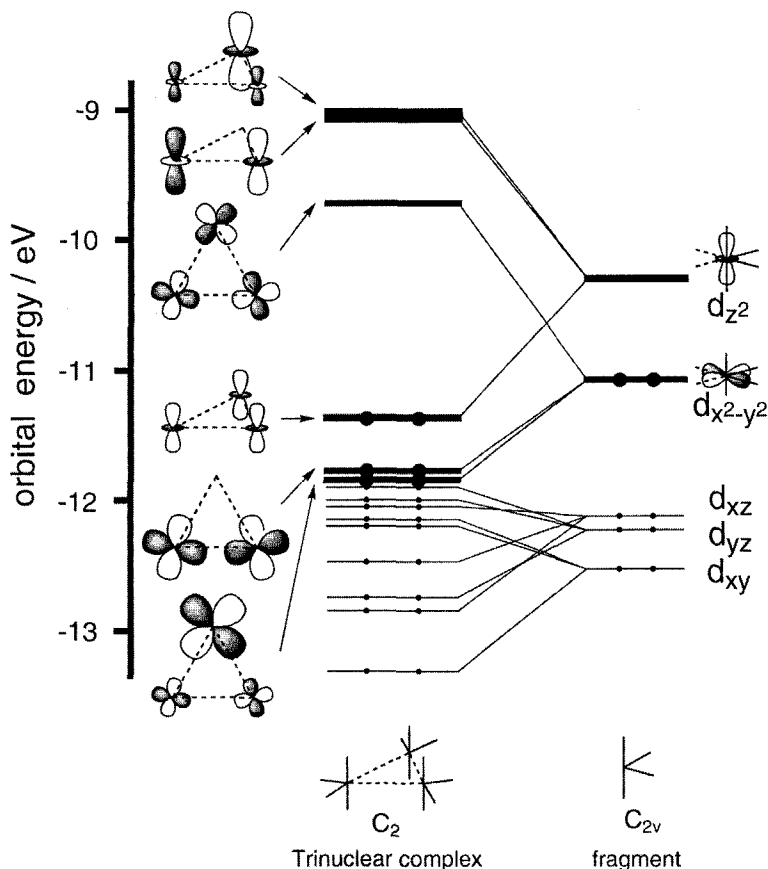 orbital energy / eV
-9
-10
-11
-12
-13
dz2
dx2-y2
dxz
dyz
dxy
C2
C2v
Trinuclear complex
fragment